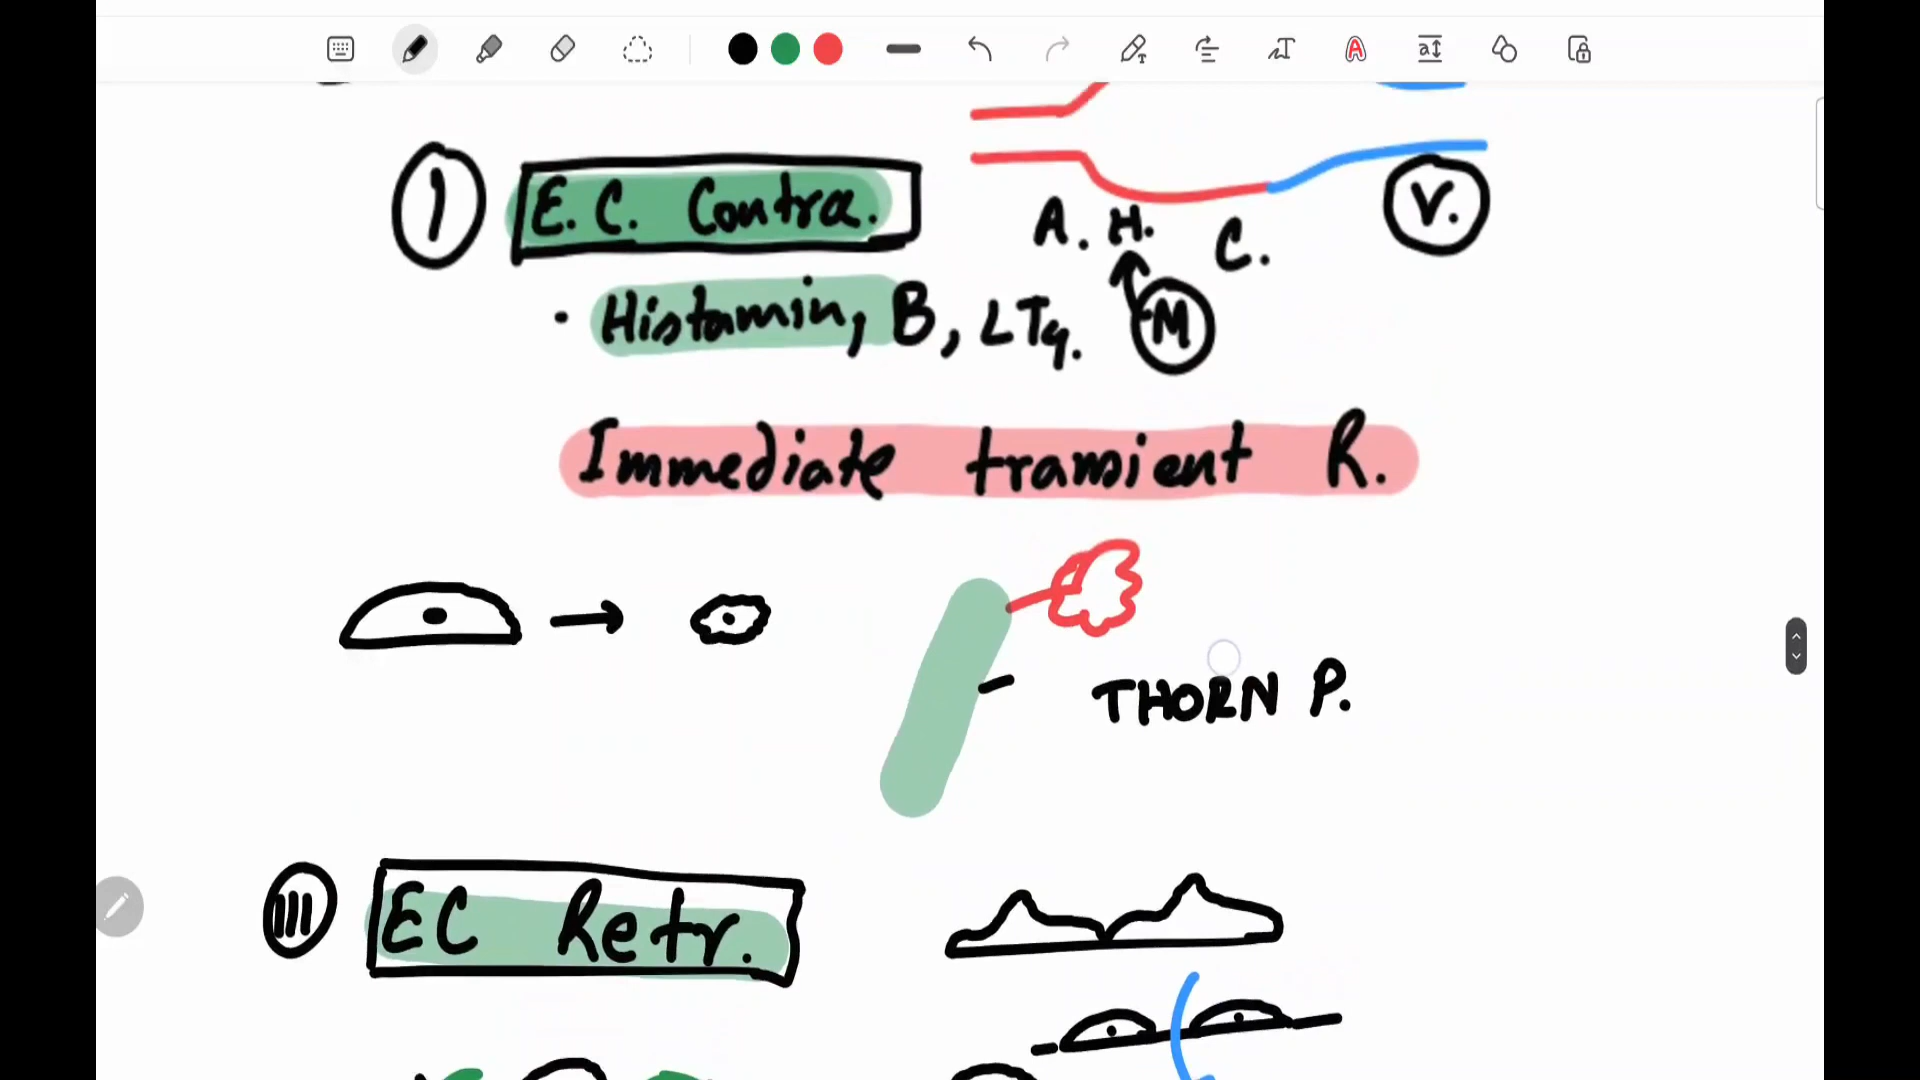 I E.C. Contra.
A. H. C. V.
• Histamin, B, LT4. M
Immediate transient R.
THORN P.
III EC Retr.